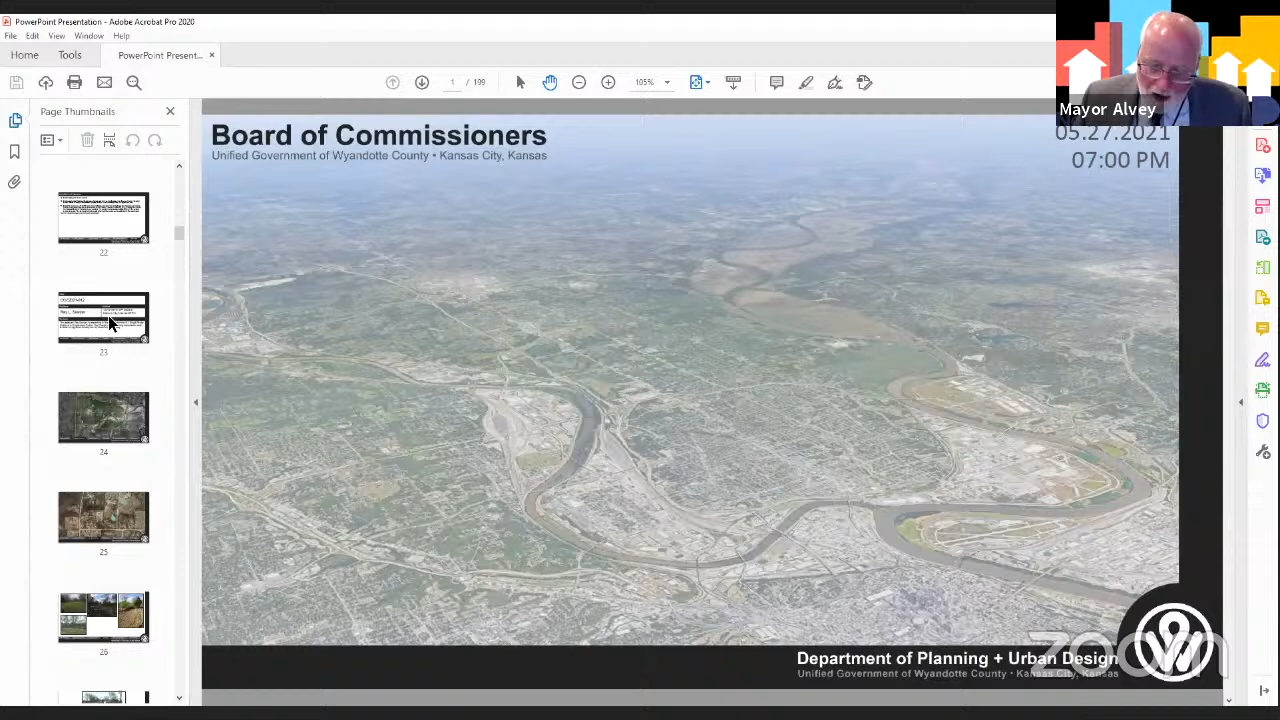 PowerPoint Presentation - Adobe Acrobat Pro 2020
File Edit View Window Help
Home Tools PowerPoint Present... ×
1 / 199 105%
Page Thumbnails
22
23
24
25
26
Board of Commissioners
Unified Government of Wyandotte County • Kansas City, Kansas
Mayor Alvey
05.27.2021
07:00 PM
Department of Planning + Urban Design
Unified Government of Wyandotte County • Kansas City, Kansas
zoom